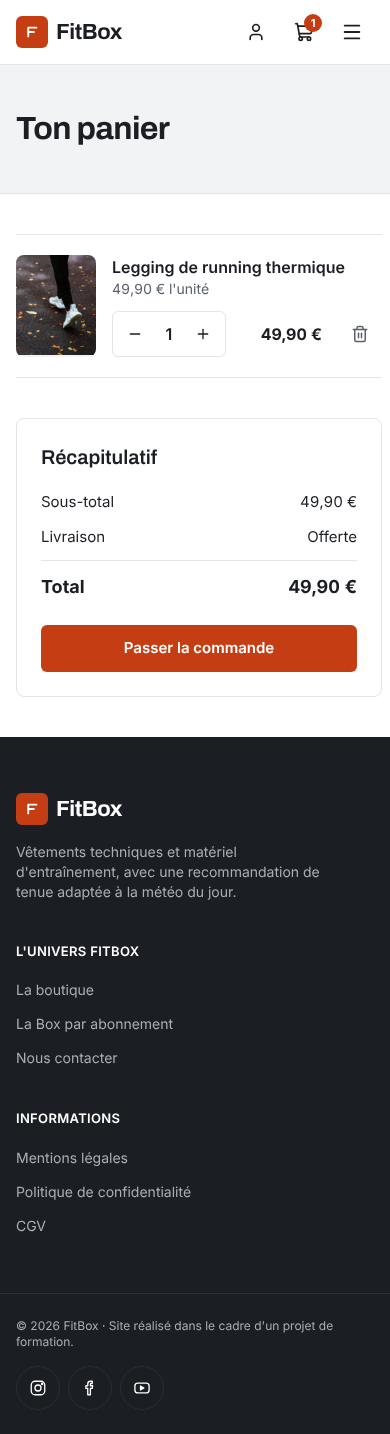 FitBox
1
Ton panier
Legging de running thermique
49,90 € l'unité
1
49,90 €
Récapitulatif
Sous-total 49,90 €
Livraison Offerte
Total 49,90 €
Passer la commande
FitBox
Vêtements techniques et matériel
d'entraînement, avec une recommandation de
tenue adaptée à la météo du jour.
L'UNIVERS FITBOX
La boutique
La Box par abonnement
Nous contacter
INFORMATIONS
Mentions légales
Politique de confidentialité
CGV
© 2026 FitBox · Site réalisé dans le cadre d'un projet de
formation.